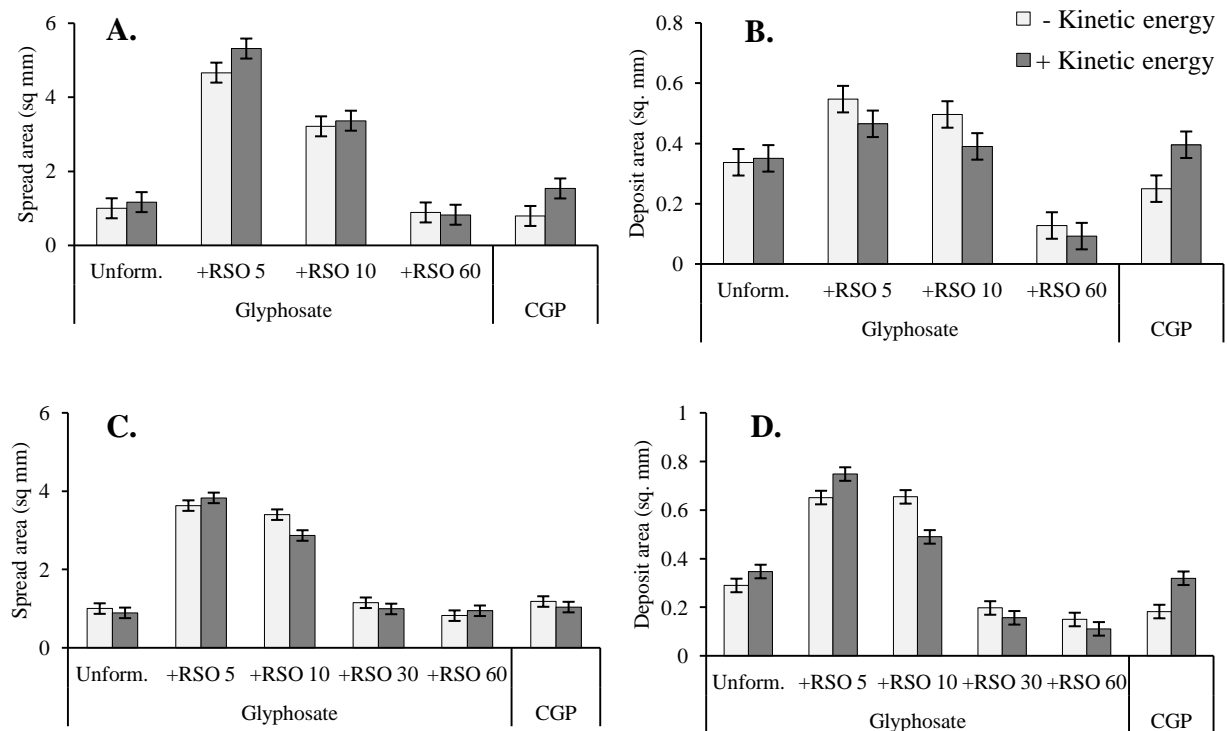 A.
Spread area (sq mm)
6
4
2
0
Unform. +RSO 5 +RSO 10 +RSO 60
Glyphosate CGP
B.
- Kinetic energy
+ Kinetic energy
Deposit area (sq. mm)
0.8
0.6
0.4
0.2
0
Unform. +RSO 5 +RSO 10 +RSO 60
Glyphosate CGP
C.
Spread area (sq mm)
6
4
2
0
Unform. +RSO 5 +RSO 10 +RSO 30 +RSO 60
Glyphosate CGP
D.
Deposit area (sq. mm)
1
0.8
0.6
0.4
0.2
0
Unform. +RSO 5 +RSO 10 +RSO 30 +RSO 60
Glyphosate CGP